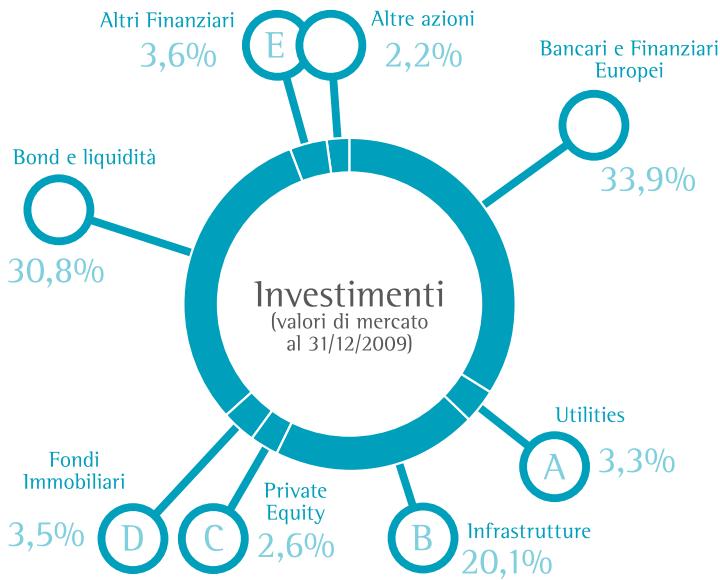 Altri Finanziari
3,6%
E
Altre azioni
2,2%
Bancari e Finanziari
Europei
33,9%
Bond e liquidità
30,8%
Investimenti
(valori di mercato
al 31/12/2009)
Utilities
A
3,3%
Fondi
Immobiliari
3,5%
D
C
Private
Equity
2,6%
B
Infrastrutture
20,1%